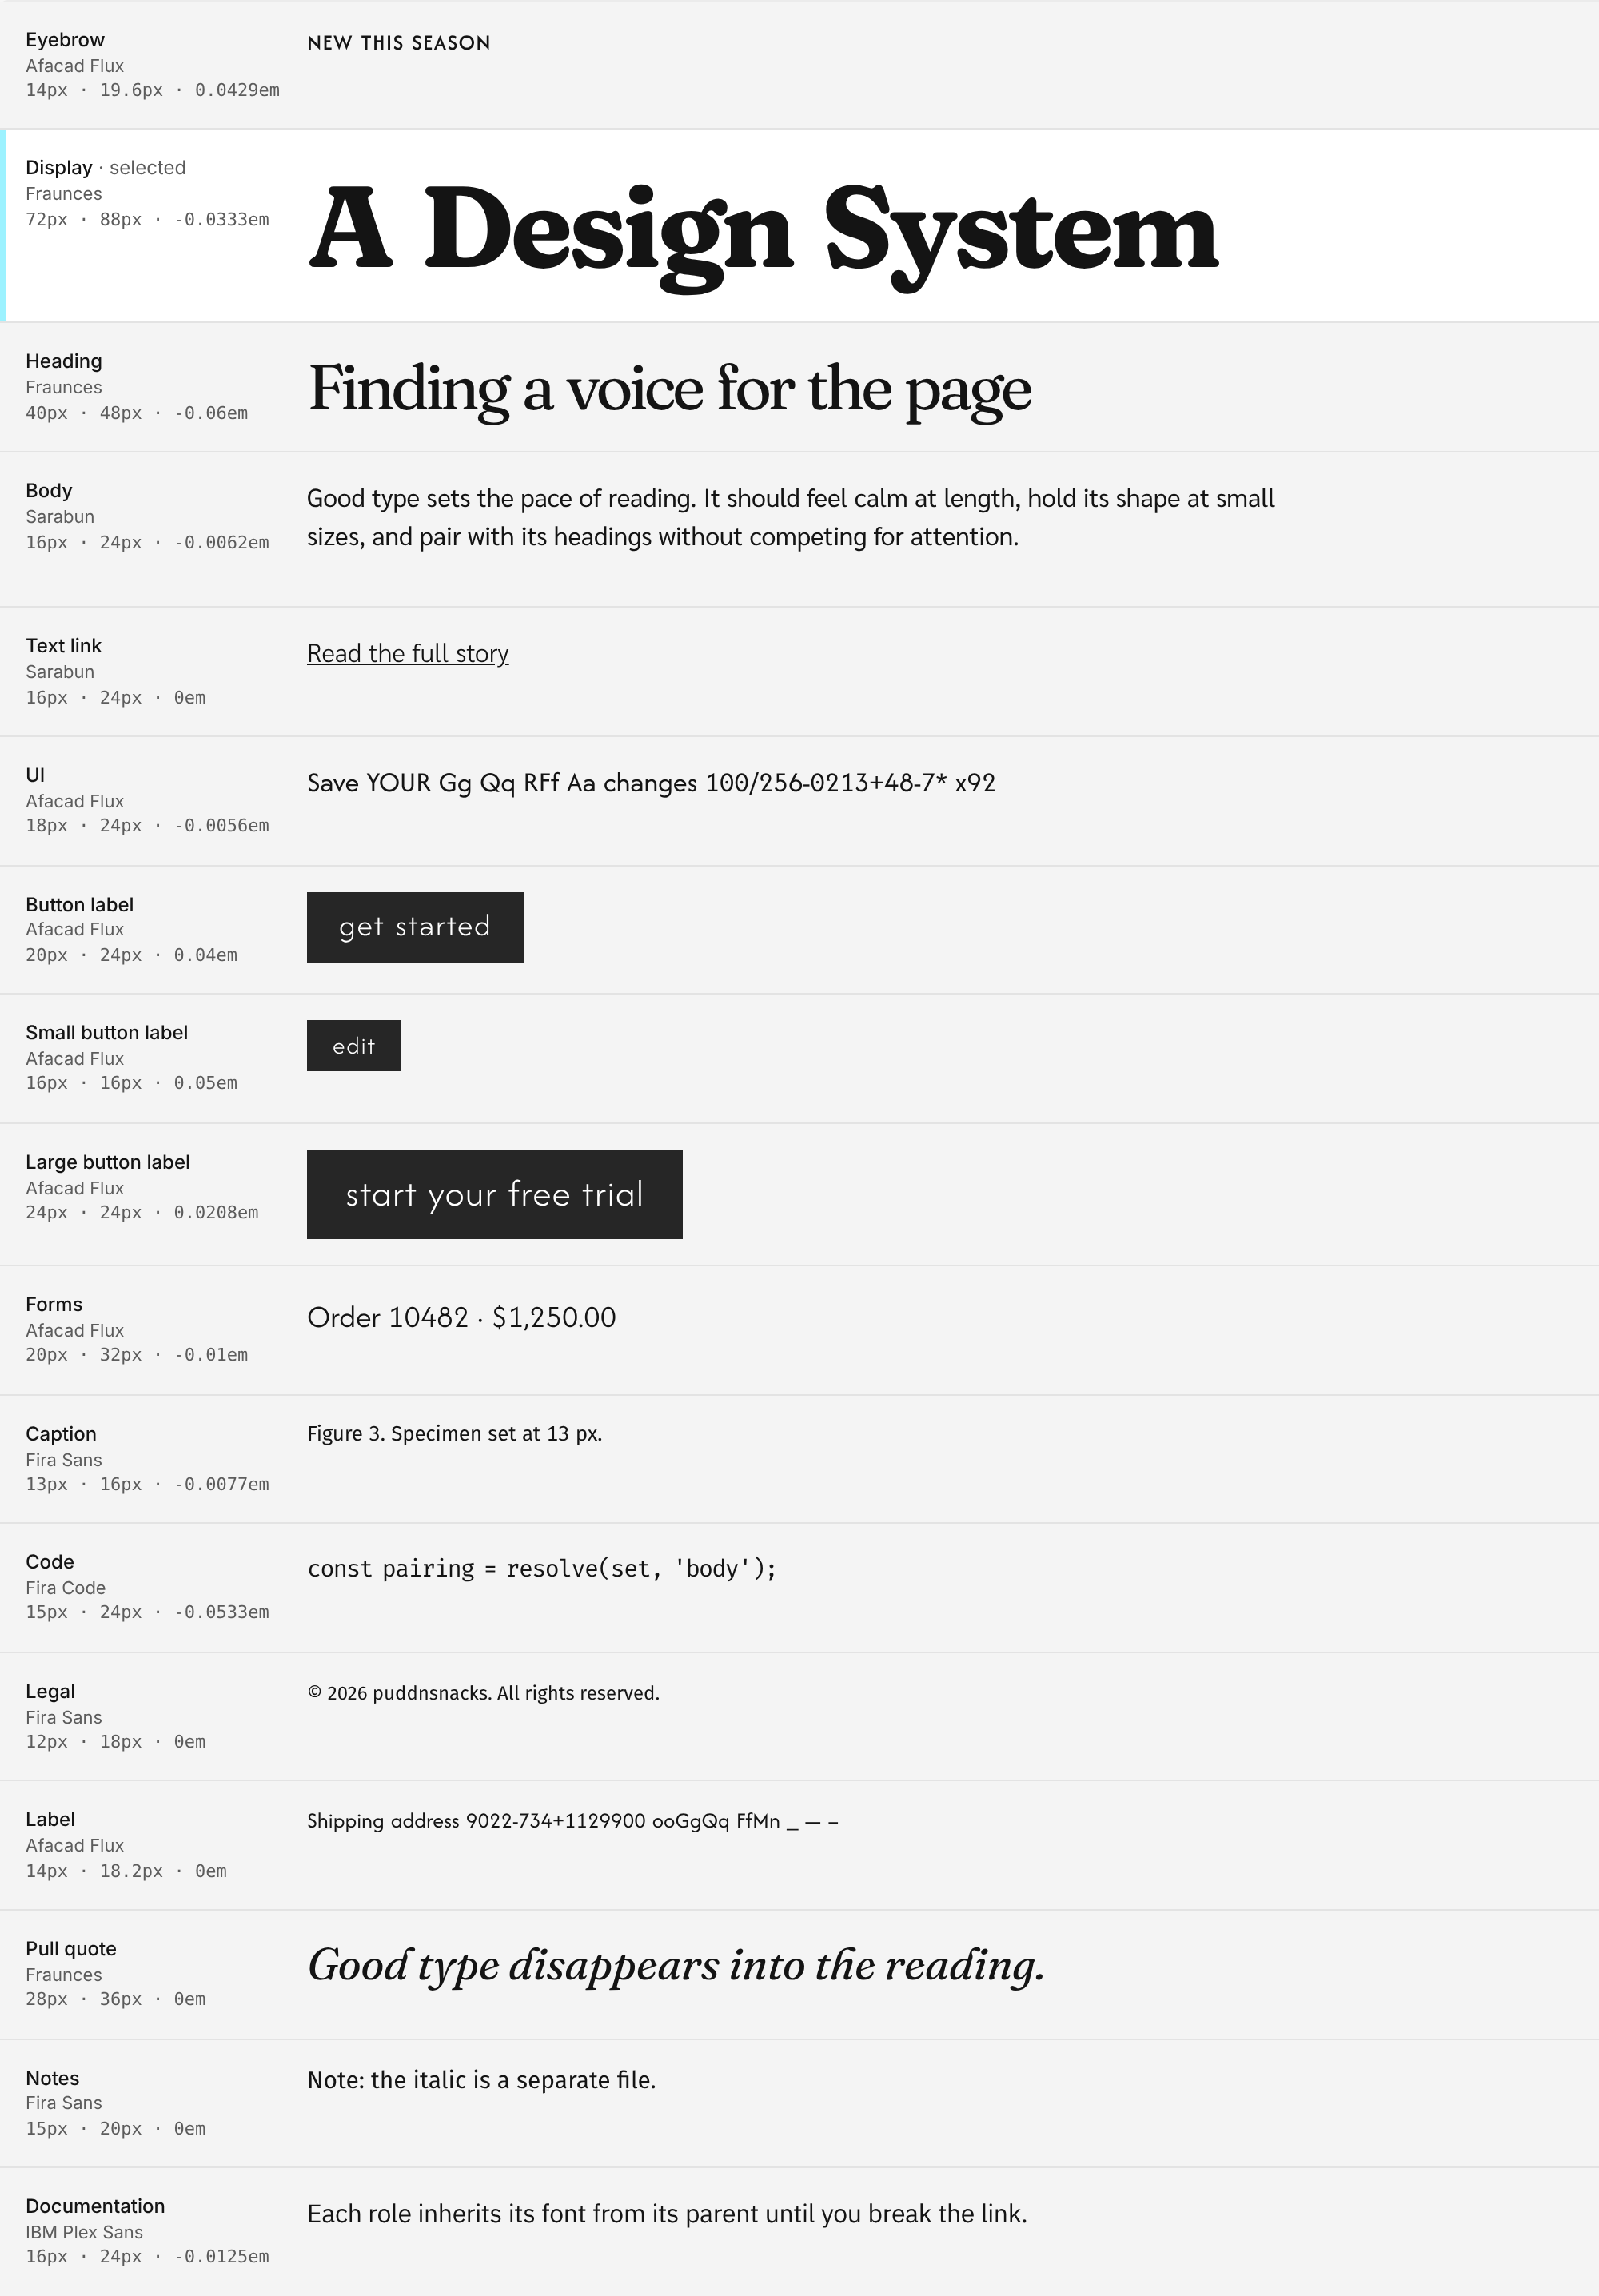 Eyebrow
Afacad Flux
14px · 19.6px · 0.0429em
NEW THIS SEASON
Display · selected
Fraunces
72px · 88px · -0.0333em
A Design System
Heading
Fraunces
40px · 48px · -0.06em
Finding a voice for the page
Body
Sarabun
16px · 24px · -0.0062em
Good type sets the pace of reading. It should feel calm at length, hold its shape at small
sizes, and pair with its headings without competing for attention.
Text link
Sarabun
16px · 24px · 0em
Read the full story
UI
Afacad Flux
18px · 24px · -0.0056em
Save YOUR Gg Qq RFf Aa changes 100/256-0213+48-7* x92
Button label
Afacad Flux
20px · 24px · 0.04em
get started
Small button label
Afacad Flux
16px · 16px · 0.05em
edit
Large button label
Afacad Flux
24px · 24px · 0.0208em
start your free trial
Forms
Afacad Flux
20px · 32px · -0.01em
Order 10482 · $1,250.00
Caption
Fira Sans
13px · 16px · -0.0077em
Figure 3. Specimen set at 13 px.
Code
Fira Code
15px · 24px · -0.0533em
const pairing = resolve(set, 'body');
Legal
Fira Sans
12px · 18px · 0em
© 2026 puddnsnacks. All rights reserved.
Label
Afacad Flux
14px · 18.2px · 0em
Shipping address 9022-734+1129900 ooGgQq FfMn _ — –
Pull quote
Fraunces
28px · 36px · 0em
Good type disappears into the reading.
Notes
Fira Sans
15px · 20px · 0em
Note: the italic is a separate file.
Documentation
IBM Plex Sans
16px · 24px · -0.0125em
Each role inherits its font from its parent until you break the link.